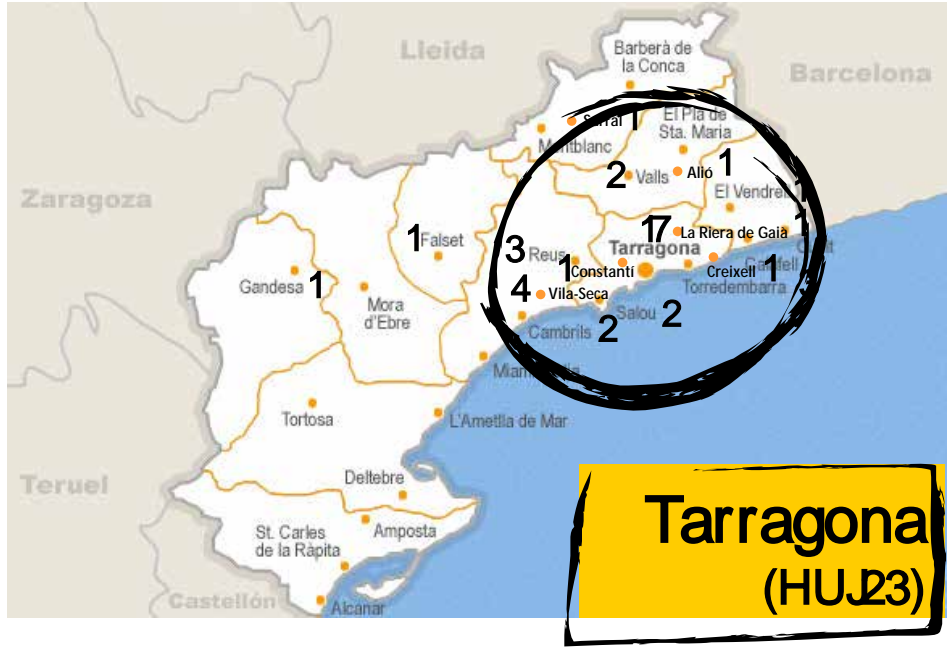 Lleida
Barberà de
la Conca
Barcelona
Sarral 1
El Pla de
Sta. Maria
Montblanc
2 Valls
Alió
1
El Vendrell
1
Zaragoza
1
Falset
17
La Riera de Gaia
1
3 Reus
Tarragona
1
Constantí
Creixell 1
Calafell
Torredembarra
Gandesa 1
4 Vila-Seca
Mora
d'Ebre
Salou 2
Cambrils 2
Tortosa
L'Ametlla de Mar
Teruel
Deltebre
Amposta
St. Carles
de la Ràpita
Castellón
Alcanar
Tarragona
(HUJ23)